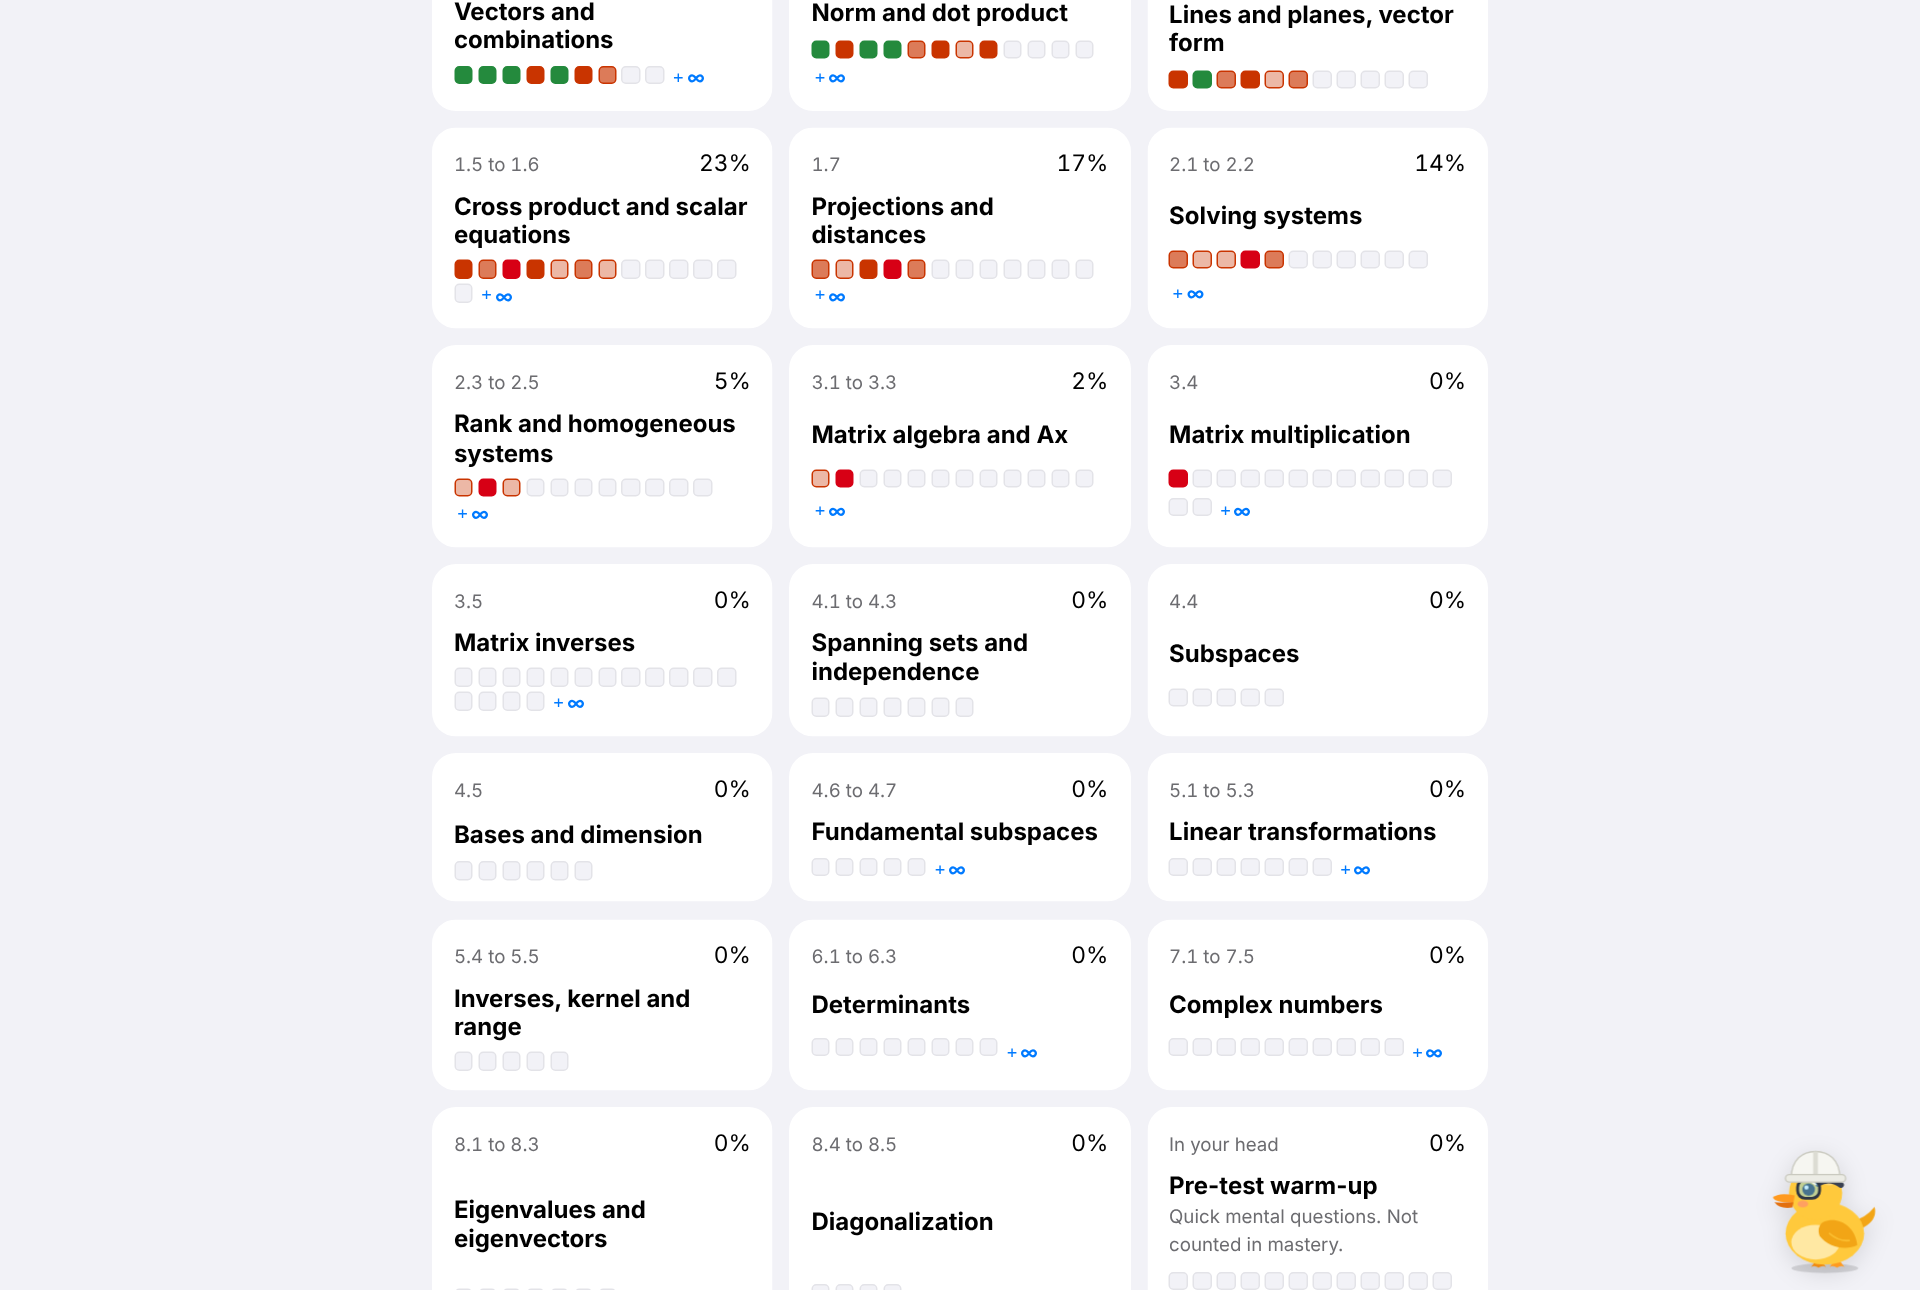 Vectors and
combinations
+ ∞
Norm and dot product
+ ∞
Lines and planes, vector
form
1.5 to 1.6
23%
Cross product and scalar
equations
+ ∞
1.7
17%
Projections and
distances
+ ∞
2.1 to 2.2
14%
Solving systems
+ ∞
2.3 to 2.5
5%
Rank and homogeneous
systems
+ ∞
3.1 to 3.3
2%
Matrix algebra and Ax
+ ∞
3.4
0%
Matrix multiplication
+ ∞
3.5
0%
Matrix inverses
+ ∞
4.1 to 4.3
0%
Spanning sets and
independence
4.4
0%
Subspaces
4.5
0%
Bases and dimension
4.6 to 4.7
0%
Fundamental subspaces
+ ∞
5.1 to 5.3
0%
Linear transformations
+ ∞
5.4 to 5.5
0%
Inverses, kernel and
range
6.1 to 6.3
0%
Determinants
+ ∞
7.1 to 7.5
0%
Complex numbers
+ ∞
8.1 to 8.3
0%
Eigenvalues and
eigenvectors
8.4 to 8.5
0%
Diagonalization
In your head
0%
Pre-test warm-up
Quick mental questions. Not
counted in mastery.